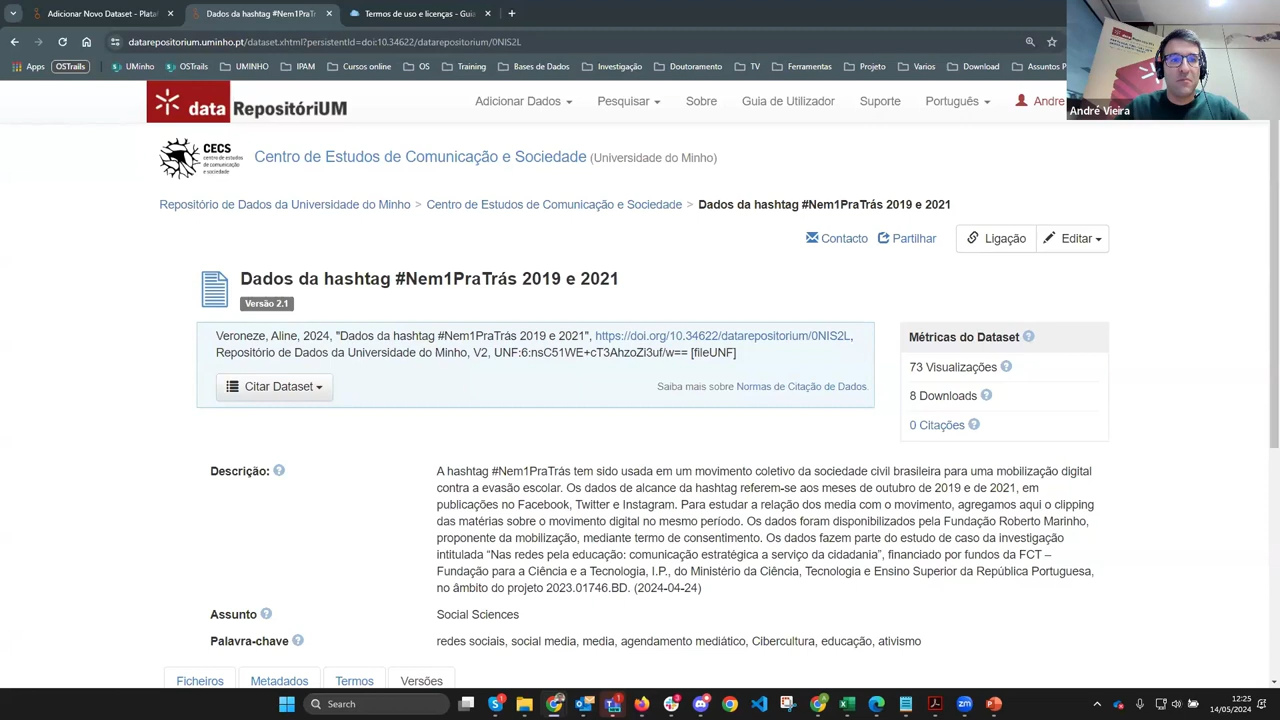 Adicionar Novo Dataset - Plata
data RepositóriUM #Nem1PraTrás
Termos de uso e licenças - Guia
datarepositorium.uminho.pt/dataset.xhtml?persistentId=doi:10.34622/datarepositorium/0NIS2L
Apps OSTrails UMinho OSTrails IPAM Cursos online OS Training Bases de Dados Investigação Doutoramento TV Ferramentas Projeto Varios Download Assuntos P
data RepositóriUM
Adicionar Dados Pesquisar Sobre Guia de Utilizador Suporte Português Andre
André Vieira
CECS
centro de estudos
de comunicação
e sociedade
Centro de Estudos de Comunicação e Sociedade (Universidade do Minho)
Repositório de Dados da Universidade do Minho > Centro de Estudos de Comunicação e Sociedade > Dados da hashtag #Nem1PraTrás 2019 e 2021
Contacto Partilhar Ligação Editar
Dados da hashtag #Nem1PraTrás 2019 e 2021
Versão 2.1
Veroneze, Aline, 2024, "Dados da hashtag #Nem1PraTrás 2019 e 2021", https://doi.org/10.34622/datarepositorium/0NIS2L,
Repositório de Dados da Universidade do Minho, V2, UNF:6:nsC51WE+cT3AhzoZi3uf/w== [fileUNF]
Citar Dataset
Saiba mais sobre Normas de Citação de Dados.
Métricas do Dataset
73 Visualizações
8 Downloads
0 Citações
Descrição:
A hashtag #Nem1PraTrás tem sido usada em um movimento coletivo da sociedade civil brasileira para uma mobilização digital
contra a evasão escolar. Os dados de alcance da hashtag referem-se aos meses de outubro de 2019 e de 2021, em
publicações no Facebook, Twitter e Instagram. Para estudar a relação dos media com o movimento, agregamos aqui o clipping
das matérias sobre o movimento digital no mesmo período. Os dados foram disponibilizados pela Fundação Roberto Marinho,
proponente da mobilização, mediante termo de consentimento. Os dados fazem parte do estudo de caso da investigação
intitulada “Nas redes pela educação: comunicação estratégica a serviço da cidadania”, financiado por fundos da FCT –
Fundação para a Ciência e a Tecnologia, I.P., do Ministério da Ciência, Tecnologia e Ensino Superior da República Portuguesa,
no âmbito do projeto 2023.01746.BD. (2024-04-24)
Assunto
Social Sciences
Palavra-chave
redes sociais, social media, media, agendamento mediático, Cibercultura, educação, ativismo
Ficheiros Metadados Termos Versões
Search
12:25
14/05/2024